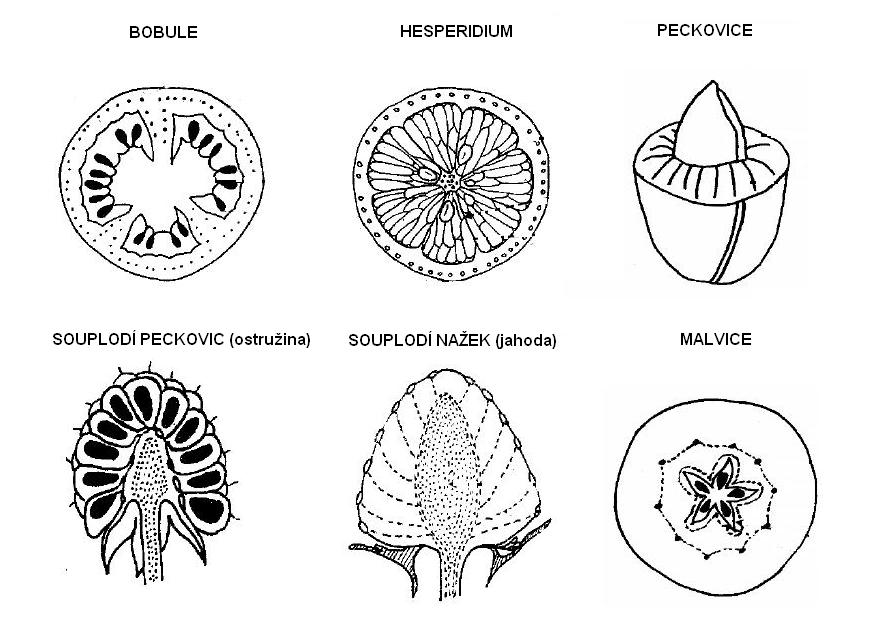 BOBULE
HESPERIDIUM
PECKOVICE
SOUPLODÍ PECKOVIC (ostružina)
SOUPLODÍ NAŽEK (jahoda)
MALVICE